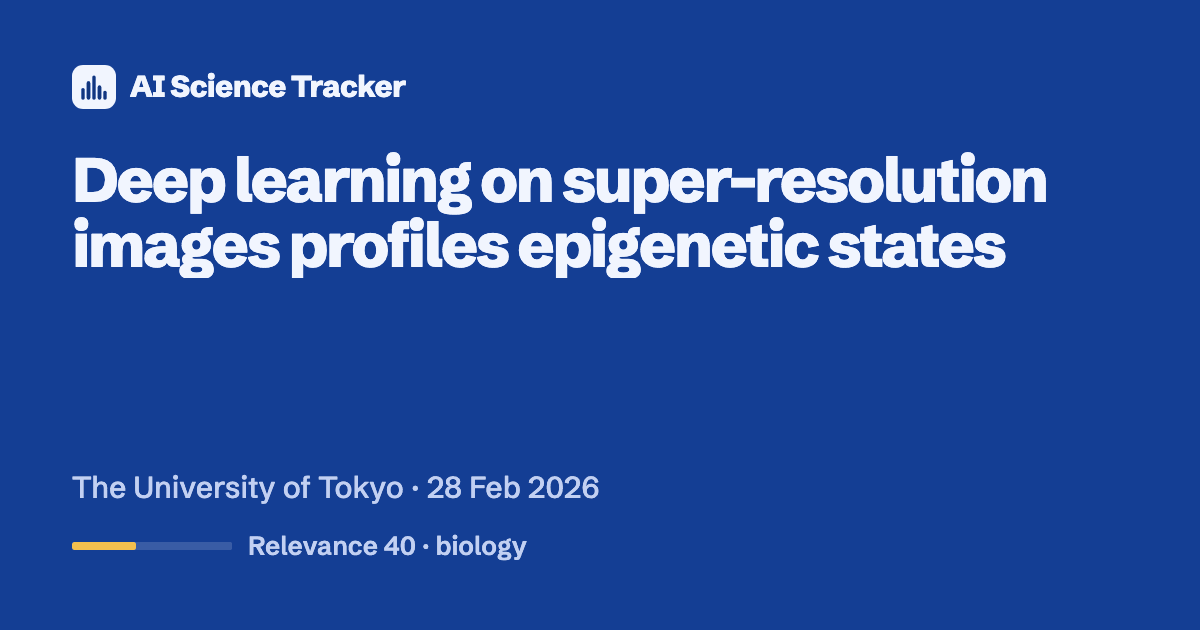 AI Science Tracker
Deep learning on super-resolution
images profiles epigenetic states
The University of Tokyo · 28 Feb 2026
Relevance 40 · biology